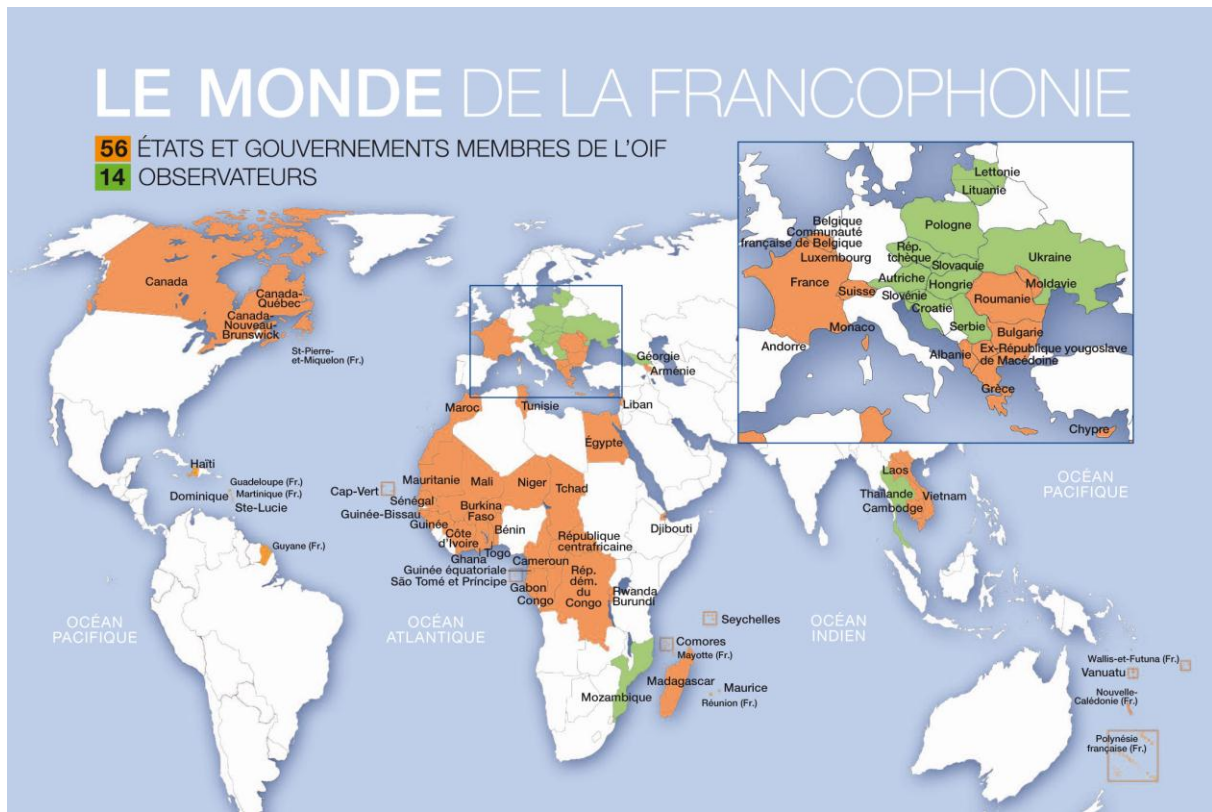 LE MONDE DE LA FRANCOPHONIE
56 ÉTATS ET GOUVERNEMENTS MEMBRES DE L'OIF
14 OBSERVATEURS
Canada
Canada-
Québec
Canada-
Nouveau-
Brunswick
St-Pierre-
et-Miquelon (Fr.)
Haïti
Guadeloupe (Fr.)
Martinique (Fr.)
Dominique
Ste-Lucie
Guyane (Fr.)
OCÉAN
PACIFIQUE
OCÉAN
ATLANTIQUE
Géorgie
Arménie
Liban
Maroc
Tunisie
Égypte
Mauritanie
Mali
Niger
Tchad
Cap-Vert
Sénégal
Guinée-Bissau
Guinée
Burkina
Faso
Côte
d'Ivoire
Bénin
Togo
Ghana
République
centrafricaine
Djibouti
Cameroun
Guinée équatoriale
São Tomé et Príncipe
Gabon
Congo
Rép.
dém.
du
Congo
Rwanda
Burundi
Seychelles
Comores
Mayotte (Fr.)
Madagascar
Mozambique
Maurice
Réunion (Fr.)
OCÉAN
INDIEN
Lettonie
Lituanie
Pologne
Belgique
Communauté
française de Belgique
Luxembourg
Rép.
tchèque
Slovaquie
Ukraine
France
Suisse
Autriche
Hongrie
Moldavie
Slovénie
Croatie
Roumanie
Serbie
Monaco
Bulgarie
Andorre
Albanie
Ex-République yougoslave
de Macédoine
Grèce
Chypre
Laos
Thaïlande
Vietnam
Cambodge
OCÉAN
PACIFIQUE
Wallis-et-Futuna (Fr.)
Vanuatu
Nouvelle-
Calédonie (Fr.)
Polynésie
française (Fr.)